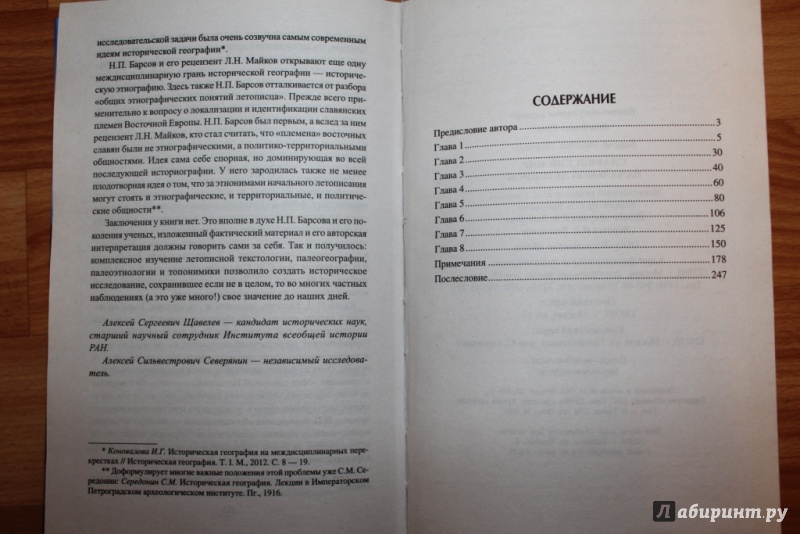 исследовательской задачи была очень созвучна самым современным
идеям исторической географии*.
Н.П. Барсов и его рецензент Л.Н. Майков открывают еще одну
междисциплинарную грань исторической географии — историче-
скую этнографию. Здесь также Н.П. Барсов отталкивается от разбора
«общих этнографических понятий летописца». Прежде всего при-
менительно к вопросу о локализации и идентификации славянских
племен Восточной Европы. Н.П. Барсов был первым, а вслед за ним
рецензент Л.Н. Майков, кто стал считать, что «племена» восточных
славян были не этнографическими, а политико-территориальными
общностями. Идея сама себе спорная, но доминирующая во всей
последующей историографии. У него зародилась также не менее
плодотворная идея о том, что за этнонимами начального летописания
могут стоять и этнографические, и территориальные, и политиче-
ские общности**.
Заключения у книги нет. Это вполне в духе Н.П. Барсова и его по-
коления ученых, изложенный фактический материал и его авторская
интерпретация должны говорить сами за себя. Так и получилось:
комплексное изучение летописной текстологии, палеогеографии,
палеоэтнологии и топонимики позволило создать историческое
исследование, сохранившее если не в целом, то во многих частных
наблюдениях (а это уже много!) свое значение до наших дней.
Алексей Сергеевич Щавелев — кандидат исторических наук,
старший научный сотрудник Института всеобщей истории
РАН.
Алексей Сильвестрович Северянин — независимый исследова-
тель.
* Коновалова И.Г. Историческая география на междисциплинарных пере-
крестках // Историческая география. Т. I. М., 2012. С. 8 — 19.
** Доформулирует многие важные положения этой проблемы уже С.М. Се-
редонин: Середонин С.М. Историческая география. Лекции в Императорском
Петроградском археологическом институте. Пг., 1916.
СОДЕРЖАНИЕ
Предисловие автора 3
Глава 1 5
Глава 2 30
Глава 3 40
Глава 4 60
Глава 5 80
Глава 6 106
Глава 7 125
Глава 8 150
Примечания 178
Послесловие 247
Лабиринт.ру